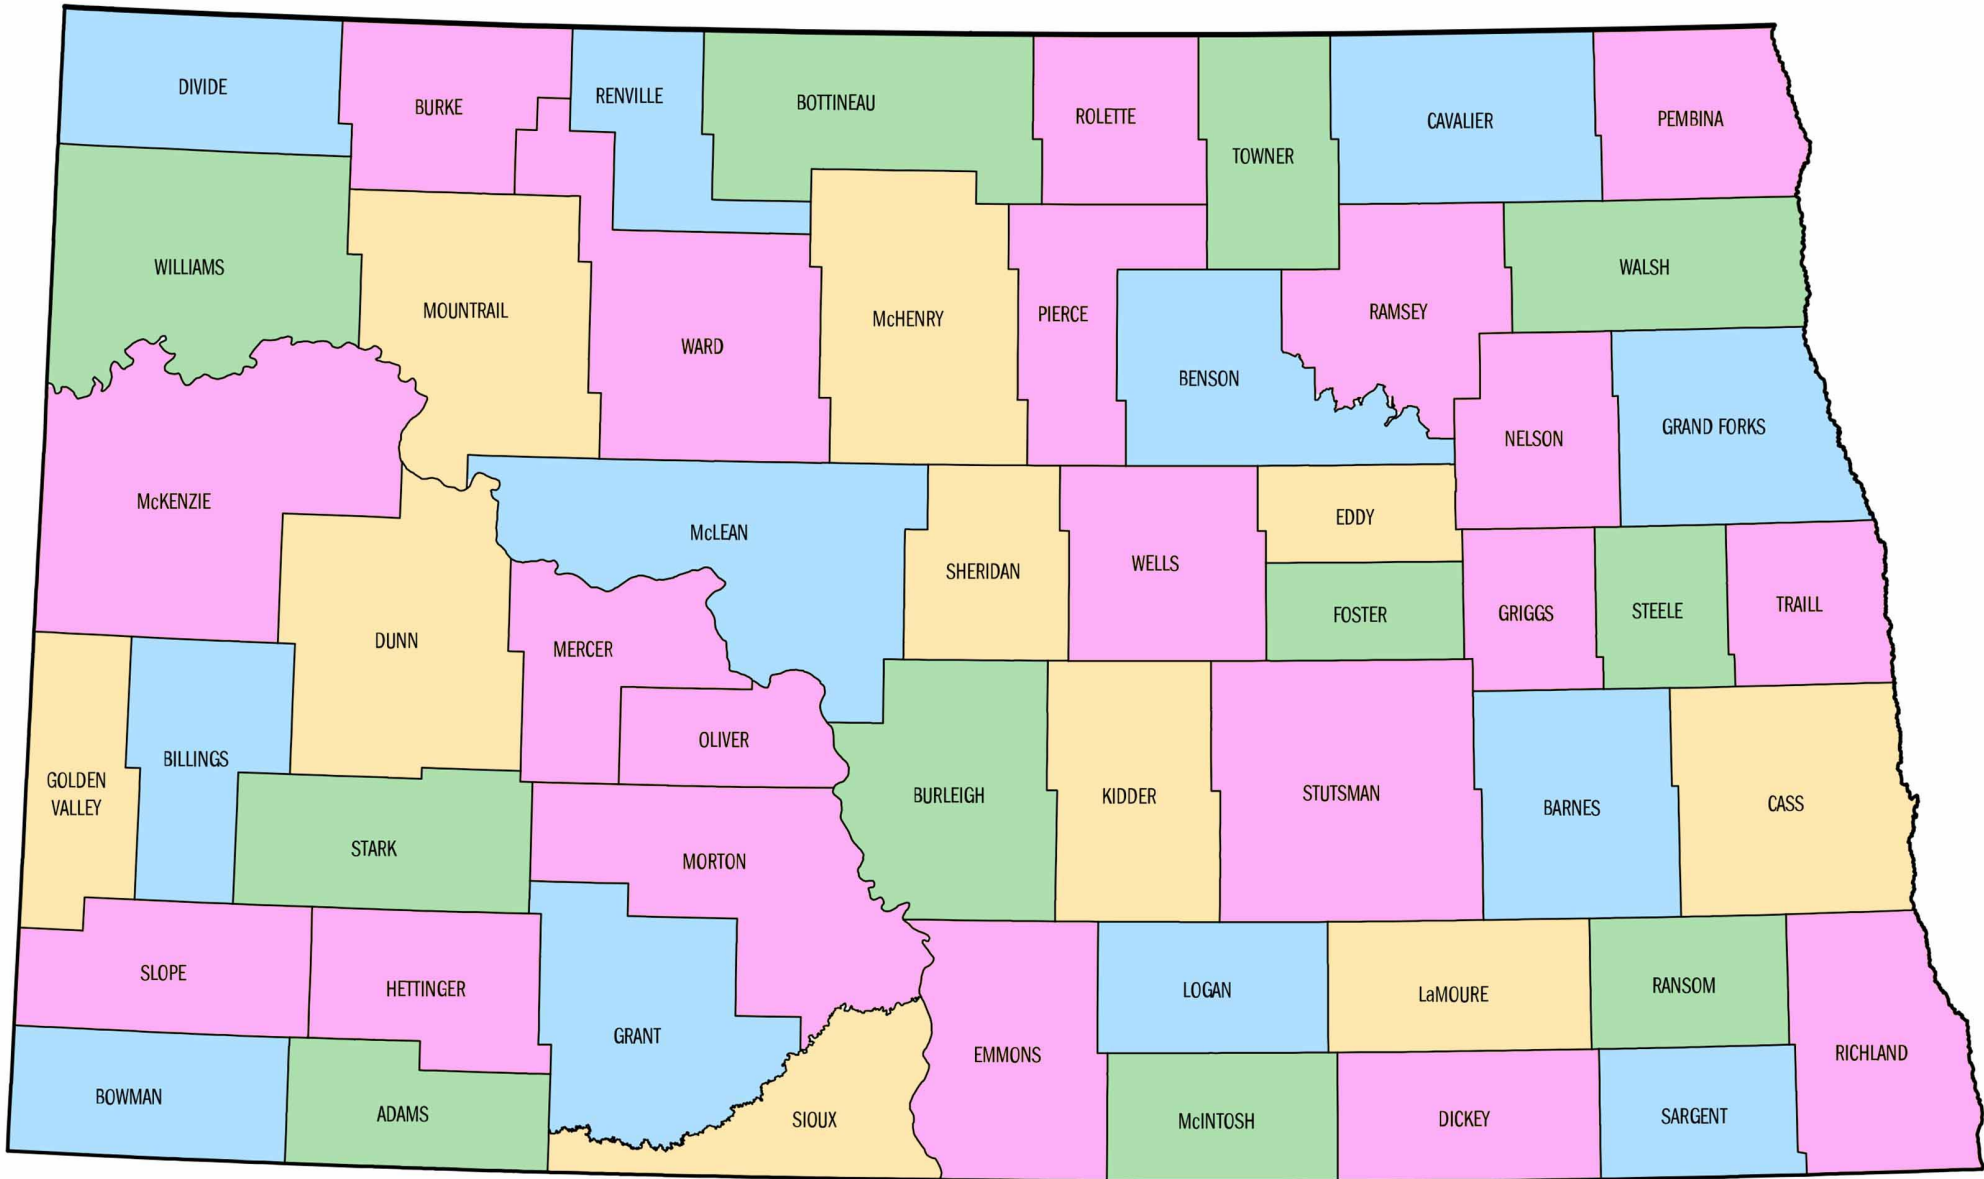 DIVIDE
BURKE
RENVILLE
BOTTINEAU
ROLETTE
TOWNER
CAVALIER
PEMBINA
WILLIAMS
MOUNTRAIL
WARD
McHENRY
PIERCE
BENSON
RAMSEY
WALSH
NELSON
GRAND FORKS
McKENZIE
DUNN
McLEAN
MERCER
OLIVER
SHERIDAN
WELLS
EDDY
FOSTER
GRIGGS
STEELE
TRAILL
GOLDEN
VALLEY
BILLINGS
STARK
MORTON
BURLEIGH
KIDDER
STUTSMAN
BARNES
CASS
SLOPE
HETTINGER
GRANT
EMMONS
LOGAN
LaMOURE
RANSOM
RICHLAND
BOWMAN
ADAMS
SIOUX
McINTOSH
DICKEY
SARGENT